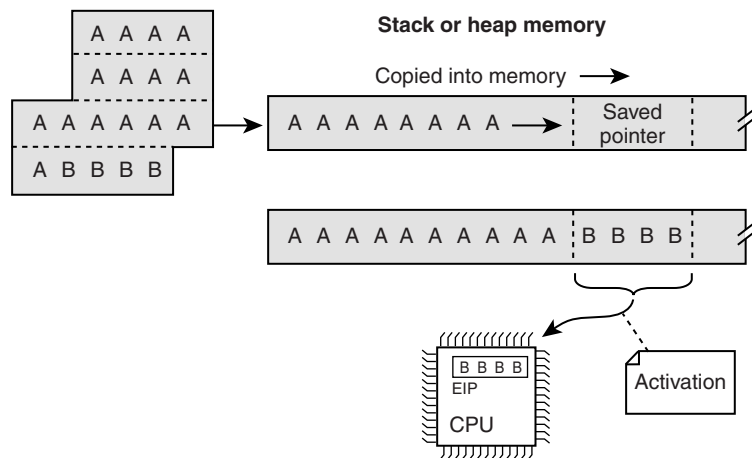 A A A A
A A A A
A A A A A A
A B B B B
Stack or heap memory
Copied into memory
A A A A A A A A
Saved
pointer
A A A A A A A A A A B B B B
B B B B
EIP
CPU
Activation